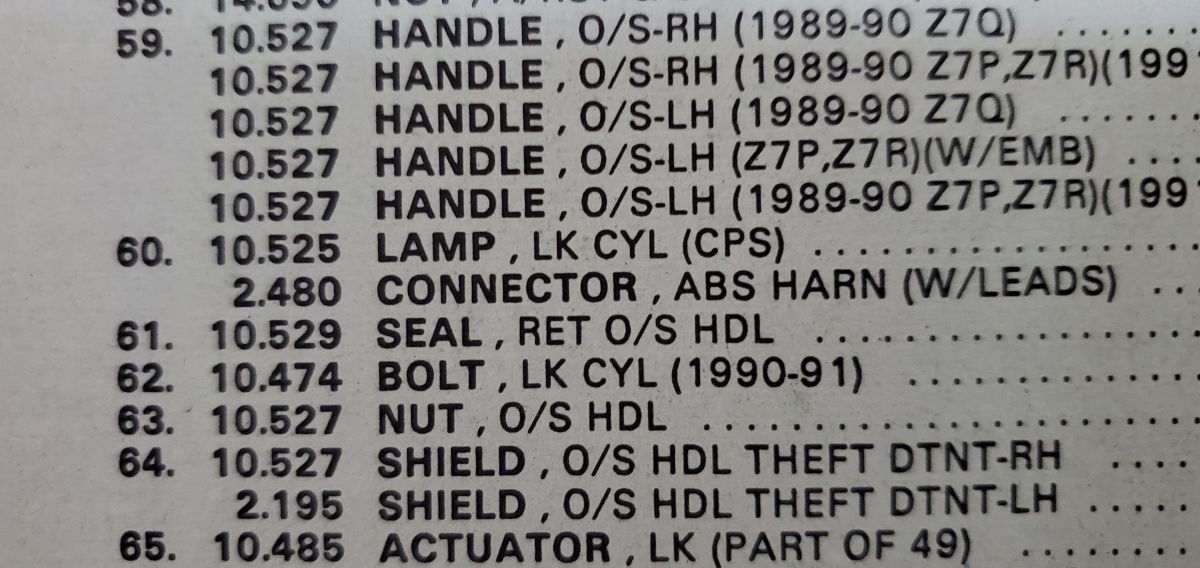 58.
59. 10.527 HANDLE, O/S-RH (1989-90 Z7Q) .......
10.527 HANDLE, O/S-RH (1989-90 Z7P,Z7R)(199
10.527 HANDLE, O/S-LH (1989-90 Z7Q) .......
10.527 HANDLE, O/S-LH (Z7P,Z7R)(W/EMB) ....
10.527 HANDLE, O/S-LH (1989-90 Z7P,Z7R)(199
60. 10.525 LAMP, LK CYL (CPS) ...................
2.480 CONNECTOR, ABS HARN (W/LEADS) ...
61. 10.529 SEAL, RET O/S HDL ...................
62. 10.474 BOLT, LK CYL (1990-91) ..............
63. 10.527 NUT, O/S HDL .........................
64. 10.527 SHIELD, O/S HDL THEFT DTNT-RH ....
2.195 SHIELD, O/S HDL THEFT DTNT-LH .....
65. 10.485 ACTUATOR, LK (PART OF 49) ........